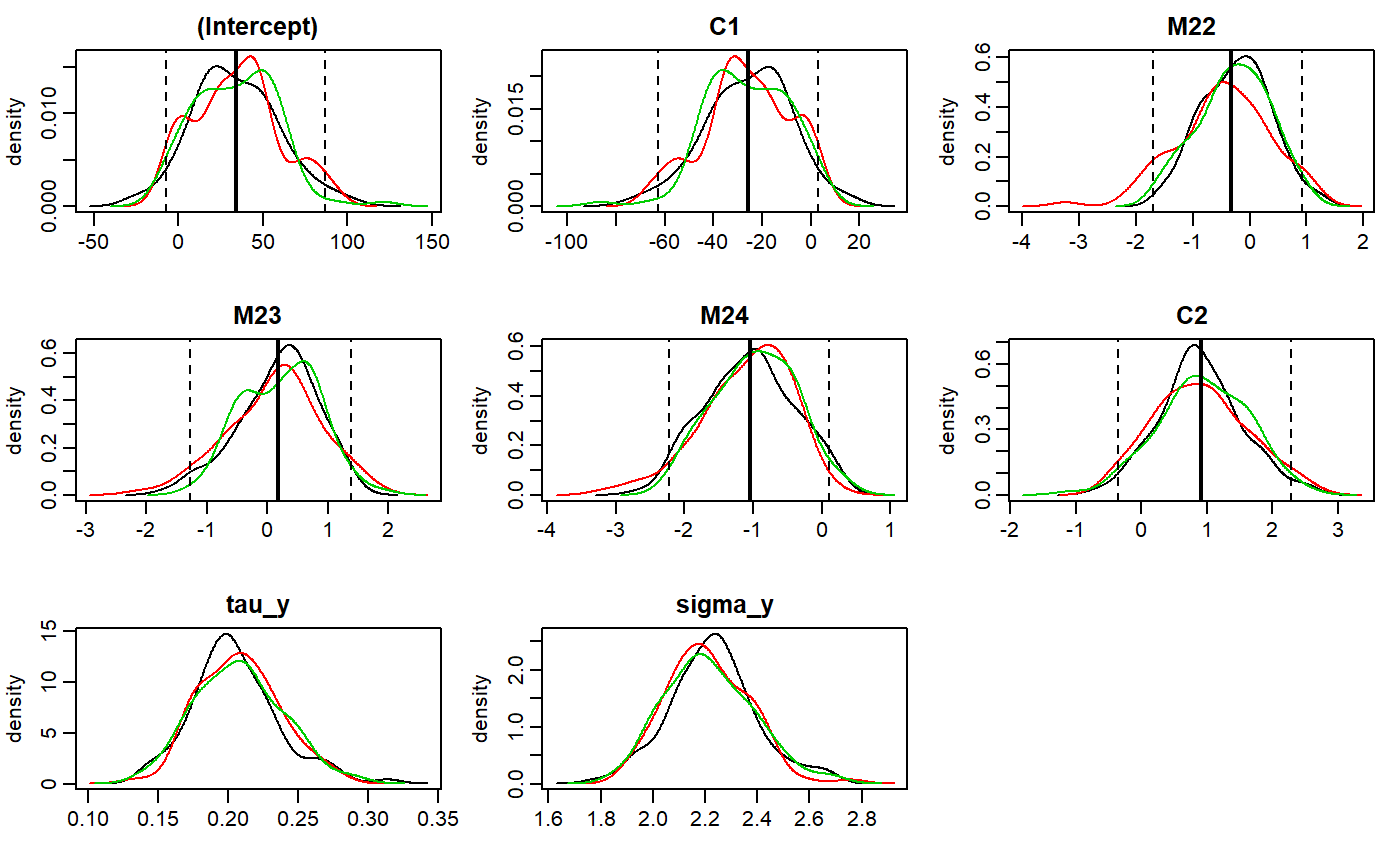 (Intercept) C1 M22
density 0.000 0.010
-50 0 50 100 150
density 0.000 0.015
-100 -60 -40 -20 0 20
density 0.0 0.2 0.4 0.6
-4 -3 -2 -1 0 1 2
M23 M24 C2
density 0.0 0.2 0.4 0.6
-3 -2 -1 0 1 2
density 0.0 0.2 0.4 0.6
-4 -3 -2 -1 0 1
density 0.0 0.3 0.6
-2 -1 0 1 2 3
tau_y sigma_y
density 0 5 10 15
0.10 0.15 0.20 0.25 0.30 0.35
density 0.0 1.0 2.0
1.6 1.8 2.0 2.2 2.4 2.6 2.8